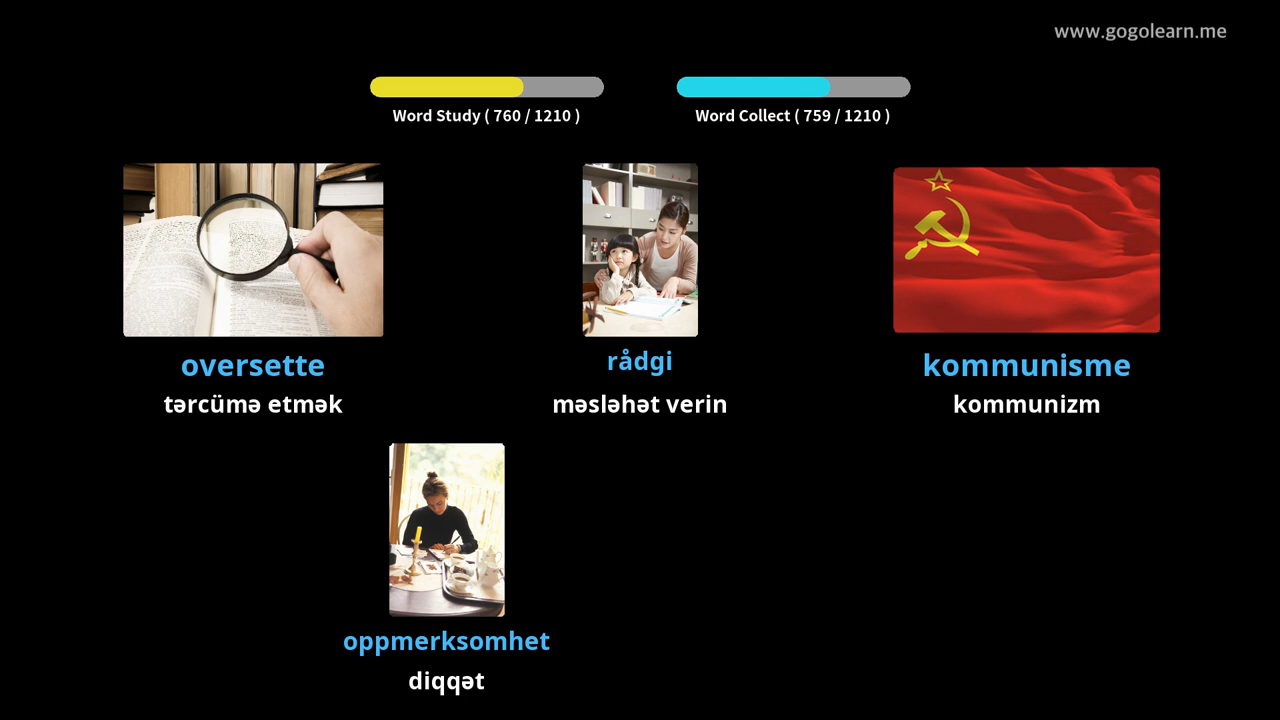 www.gogolearn.me
Word Study ( 760 / 1210 )
Word Collect ( 759 / 1210 )
oversette
tərcümə etmək
rådgi
məsləhət verin
kommunisme
kommunizm
oppmerksomhet
diqqət